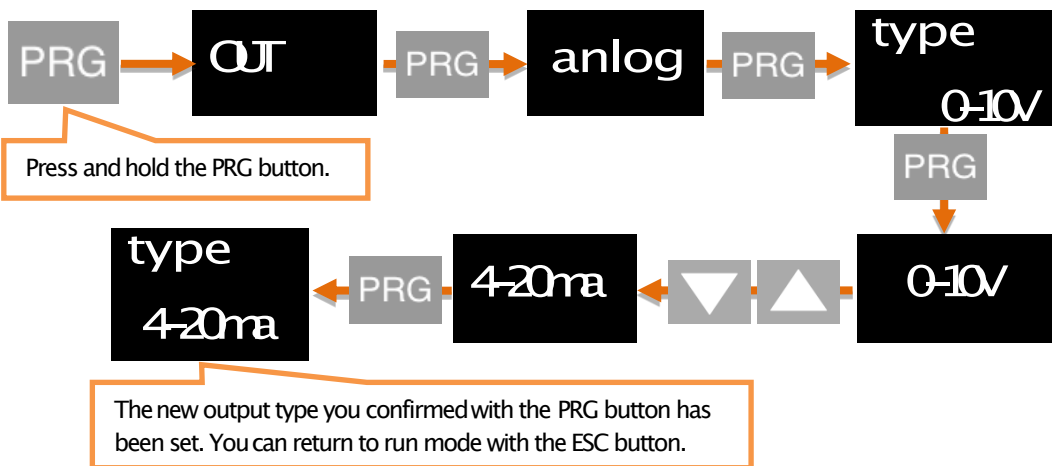 PRG
OUT
PRG
anlog
PRG
type
0-10V
Press and hold the PRG button.
PRG
0-10V
4-20ma
PRG
type
4-20ma
The new output type you confirmed with the PRG button has
been set. You can return to run mode with the ESC button.